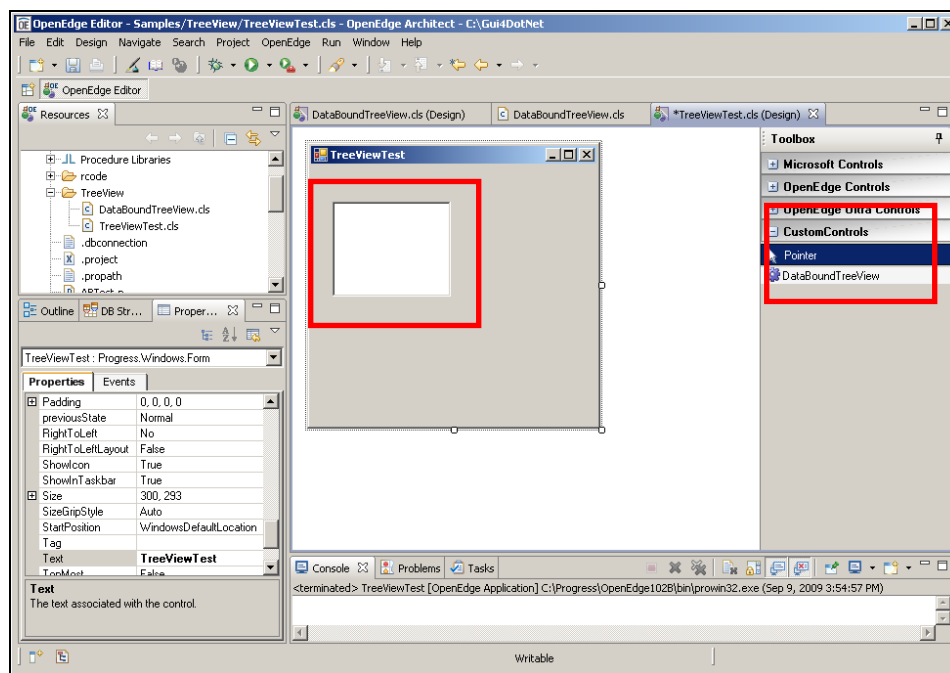 OpenEdge Editor - Samples/TreeView/TreeViewTest.cls - OpenEdge Architect - C:\Gui4DotNet
File Edit Design Navigate Search Project OpenEdge Run Window Help
OpenEdge Editor
Resources
Procedure Libraries
rcode
TreeView
DataBoundTreeView.cls
TreeViewTest.cls
.dbconnection
.project
.propath
ABTest.p
Outline DB Str... Proper...
TreeViewTest : Progress.Windows.Form
Properties Events
Padding 0, 0, 0, 0
previousState Normal
RightToLeft No
RightToLeftLayout False
ShowIcon True
ShowInTaskbar True
Size 300, 293
SizeGripStyle Auto
StartPosition WindowsDefaultLocation
Tag
Text TreeViewTest
TopMost False
Text
The text associated with the control.
DataBoundTreeView.cls (Design) DataBoundTreeView.cls *TreeViewTest.cls (Design)
TreeViewTest
Toolbox
Microsoft Controls
OpenEdge Controls
OpenEdge Ultra Controls
CustomControls
Pointer
DataBoundTreeView
Console Problems Tasks
<terminated> TreeViewTest [OpenEdge Application] C:\Progress\OpenEdge102B\bin\prowin32.exe (Sep 9, 2009 3:54:57 PM)
Writable